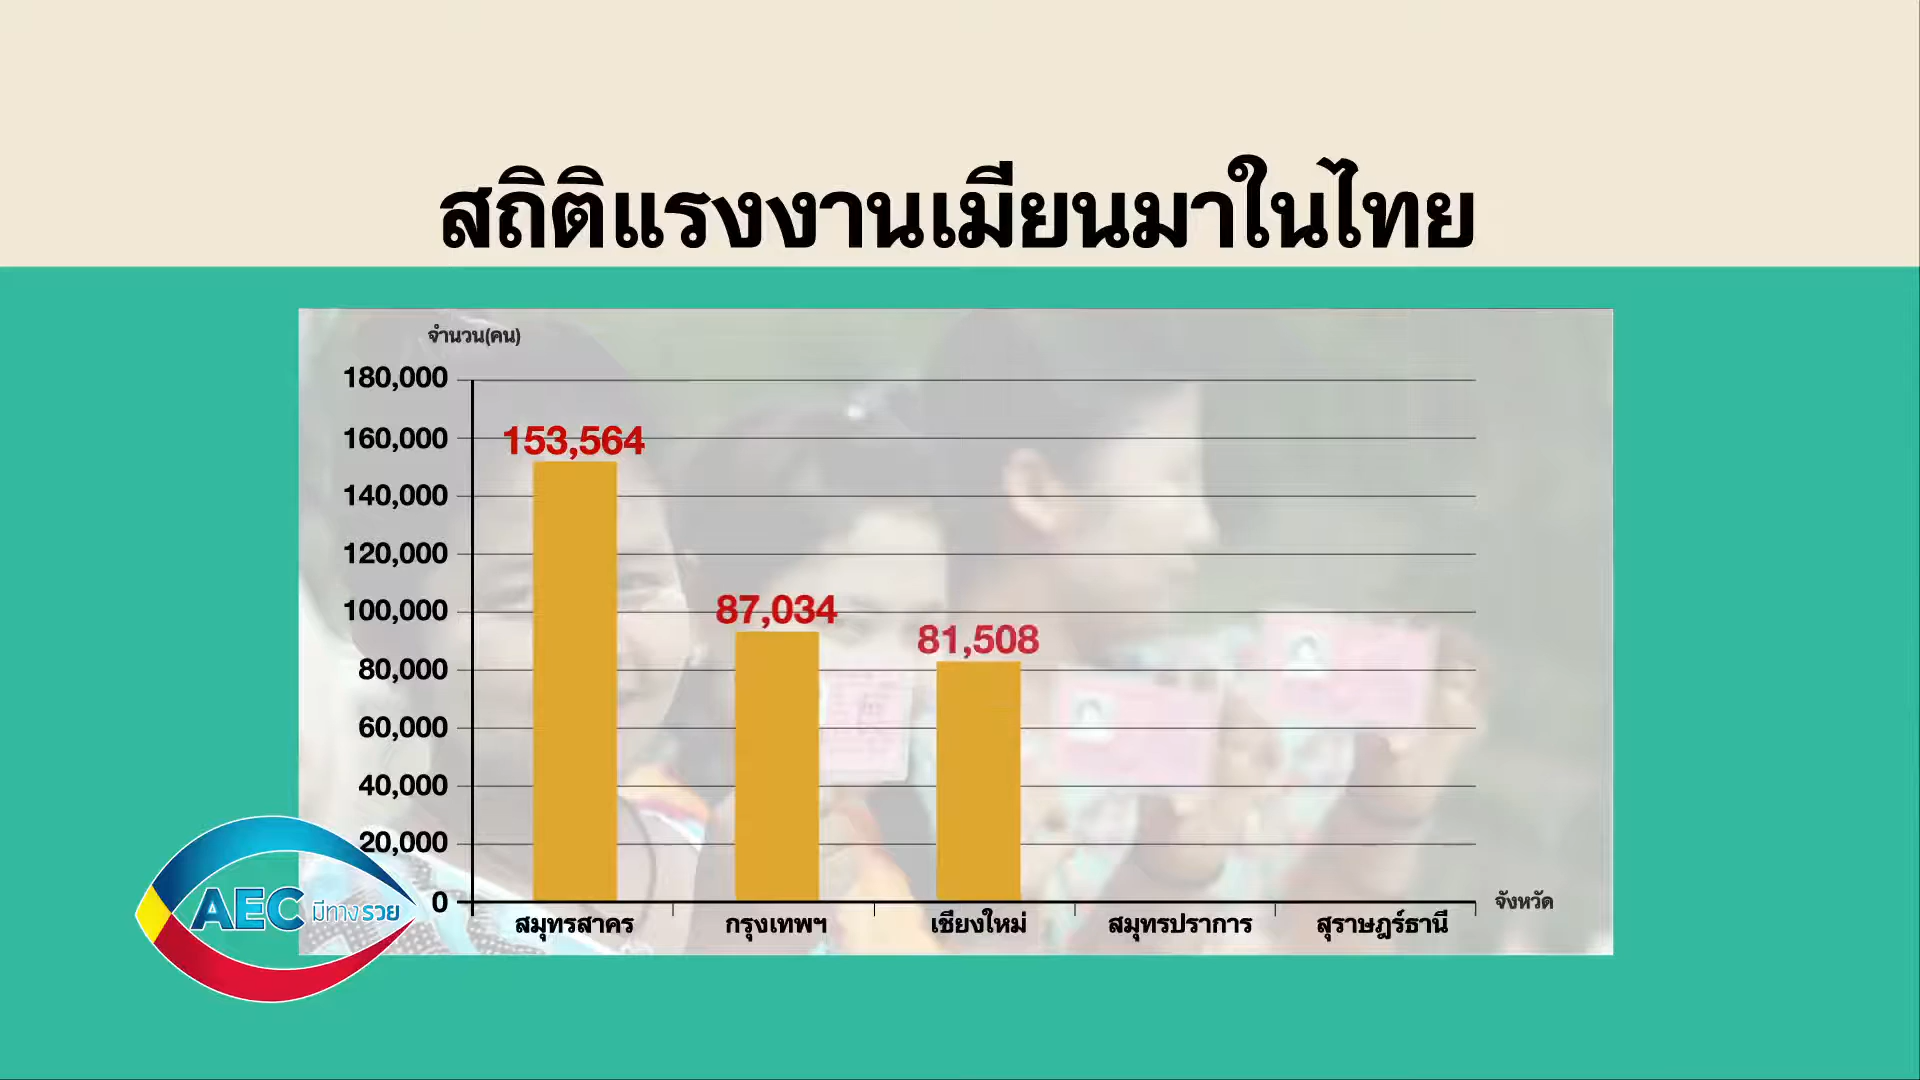 สถิติแรงงานเมียนมาในไทย
จำนวน(คน)
180,000
160,000
140,000
120,000
100,000
80,000
60,000
40,000
20,000
0
153,564
87,034
81,508
สมุทรสาคร
กรุงเทพฯ
เชียงใหม่
สมุทรปราการ
สุราษฎร์ธานี
จังหวัด
AEC มีทางรวย